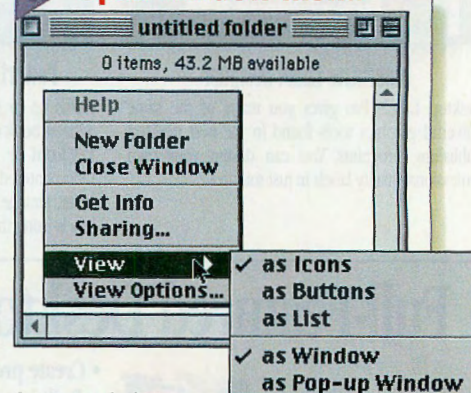 untitled folder
0 items, 43.2 MB available
Help
New Folder
Close Window
Get Info
Sharing...
View
View Options...
✓ as Icons
as Buttons
as List
✓ as Window
as Pop-up Window